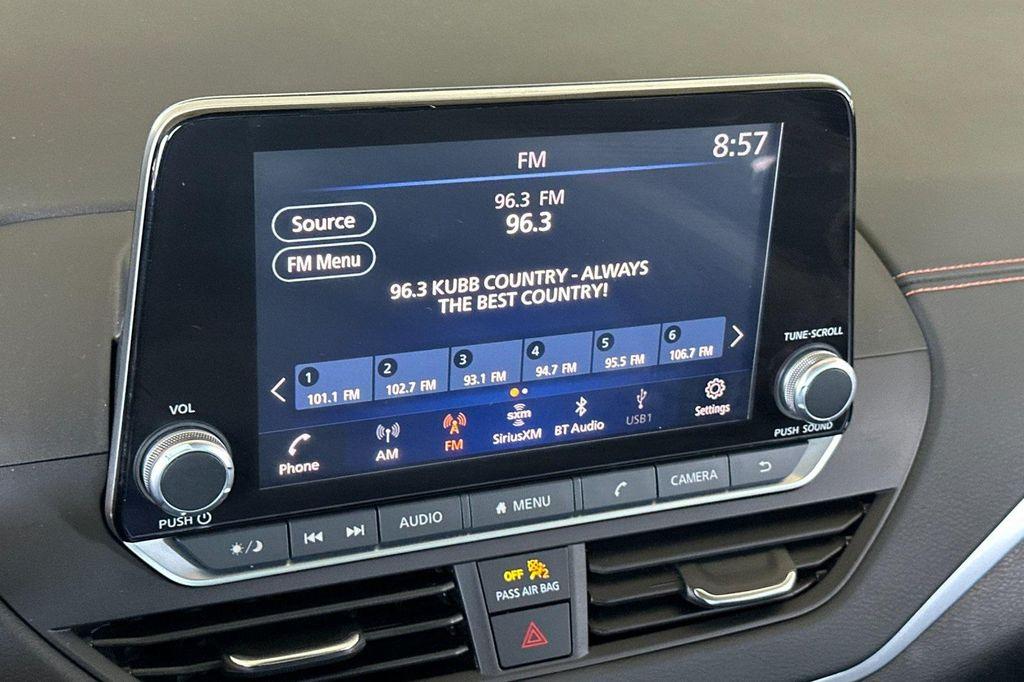 FM
8:57
Source
96.3 FM
96.3
FM Menu
96.3 KUBB COUNTRY - ALWAYS
THE BEST COUNTRY!
1 101.1 FM
2 102.7 FM
3 93.1 FM
4 94.7 FM
5 95.5 FM
6 106.7 FM
Phone
AM
FM
sxm
SiriusXM
BT Audio
USB1
Settings
VOL
PUSH
TUNE·SCROLL
PUSH SOUND
AUDIO
MENU
CAMERA
OFF 2
PASS AIR BAG